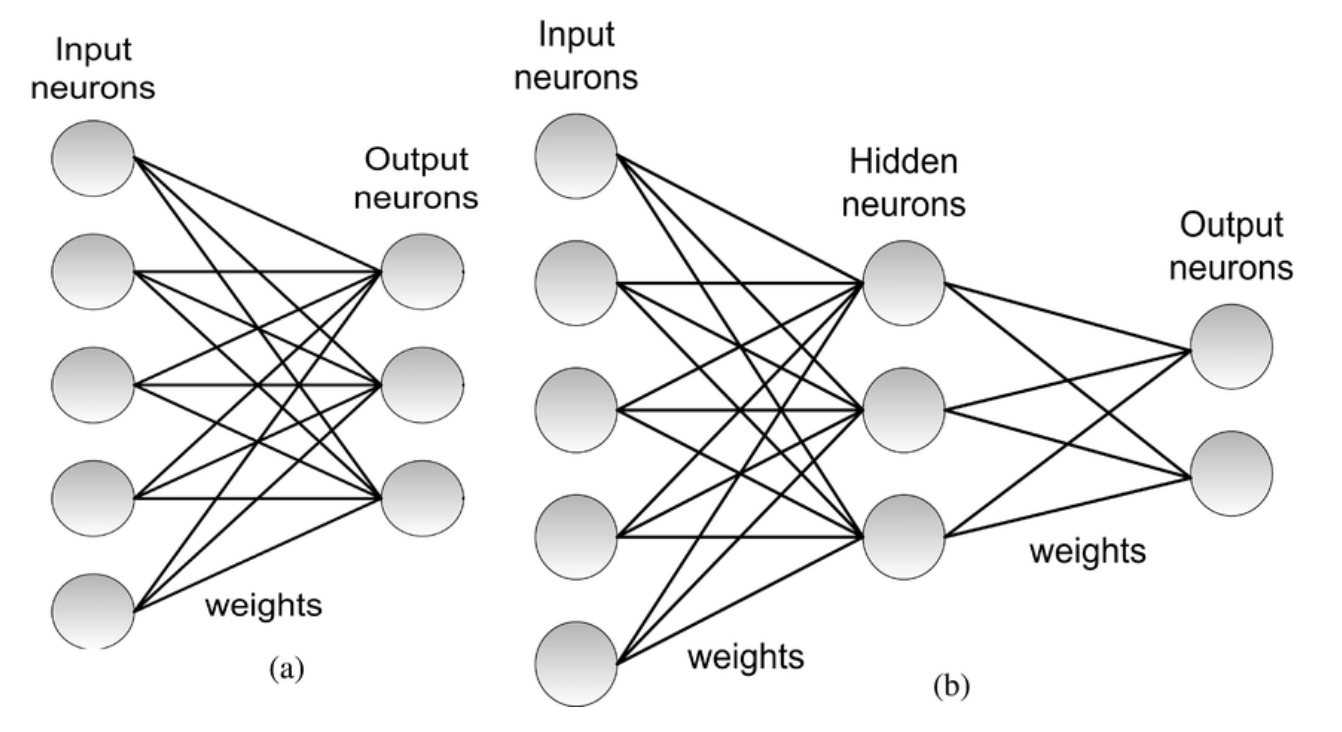 Input
neurons
Output
neurons
weights
(a)
Input
neurons
Hidden
neurons
Output
neurons
weights
weights
(b)